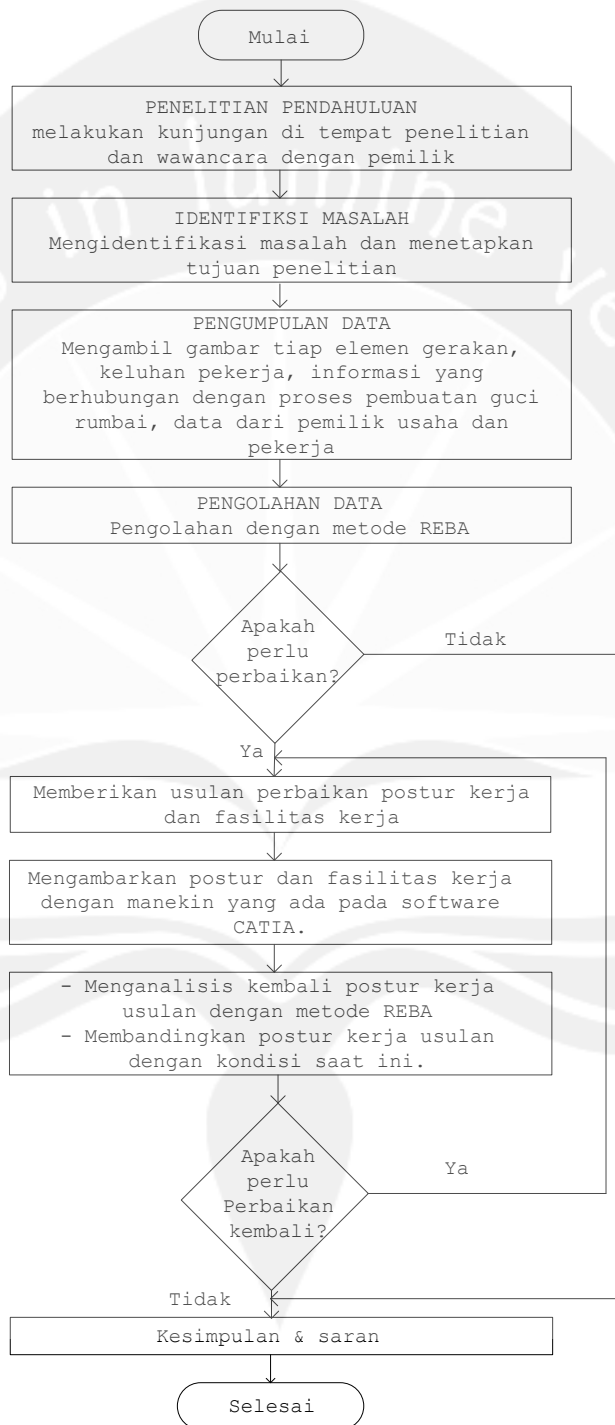 Mulai
PENELITIAN PENDAHULUAN
melakukan kunjungan di tempat penelitian
dan wawancara dengan pemilik
in lumine ve
IDENTIFIKSI MASALAH
Mengidentifikasi masalah dan menetapkan
tujuan penelitian
PENGUMPULAN DATA
Mengambil gambar tiap elemen gerakan,
keluhan pekerja, informasi yang
berhubungan dengan proses pembuatan guci
rumbai, data dari pemilik usaha dan
pekerja
PENGOLAHAN DATA
Pengolahan dengan metode REBA
Apakah
perlu
perbaikan?
Tidak
Ya
Memberikan usulan perbaikan postur kerja
dan fasilitas kerja
Mengambarkan postur dan fasilitas kerja
dengan manekin yang ada pada software
CATIA.
- Menganalisis kembali postur kerja
usulan dengan metode REBA
- Membandingkan postur kerja usulan
dengan kondisi saat ini.
Apakah
perlu
Perbaikan
kembali?
Ya
Tidak
Kesimpulan & saran
Selesai